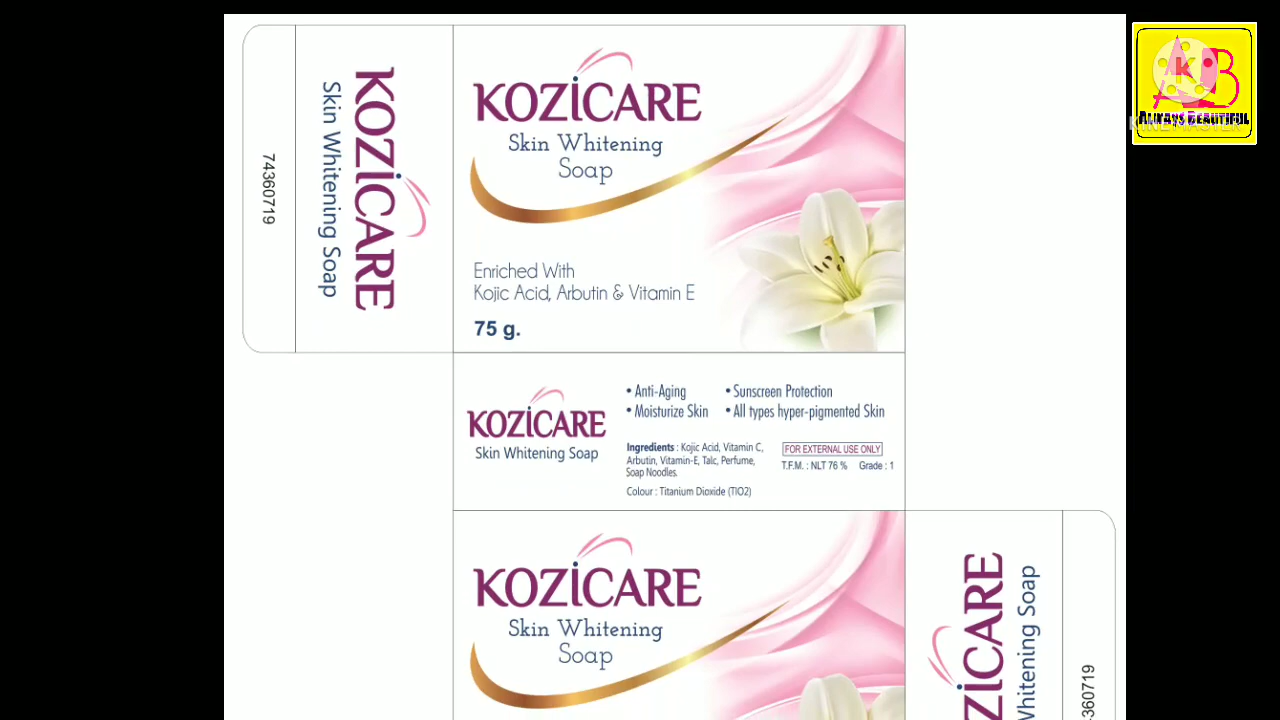 74360719
KOZICARE
Skin Whitening Soap
KOZICARE
Skin Whitening
Soap
Enriched With
Kojic Acid, Arbutin & Vitamin E
75 g.
AB
K
ALWAYS BEAUTIFUL
KINEMASTER
KOZICARE
Skin Whitening Soap
• Anti-Aging
• Moisturize Skin
• Sunscreen Protection
• All types hyper-pigmented Skin
Ingredients : Kojic Acid, Vitamin C,
Arbutin, Vitamin-E, Talc, Perfume,
Soap Noodles.
Colour : Titanium Dioxide (TIO2)
FOR EXTERNAL USE ONLY
T.F.M. : NLT 76 % Grade : 1
KOZICARE
Skin Whitening
Soap
ZICARE
Whitening Soap
360719